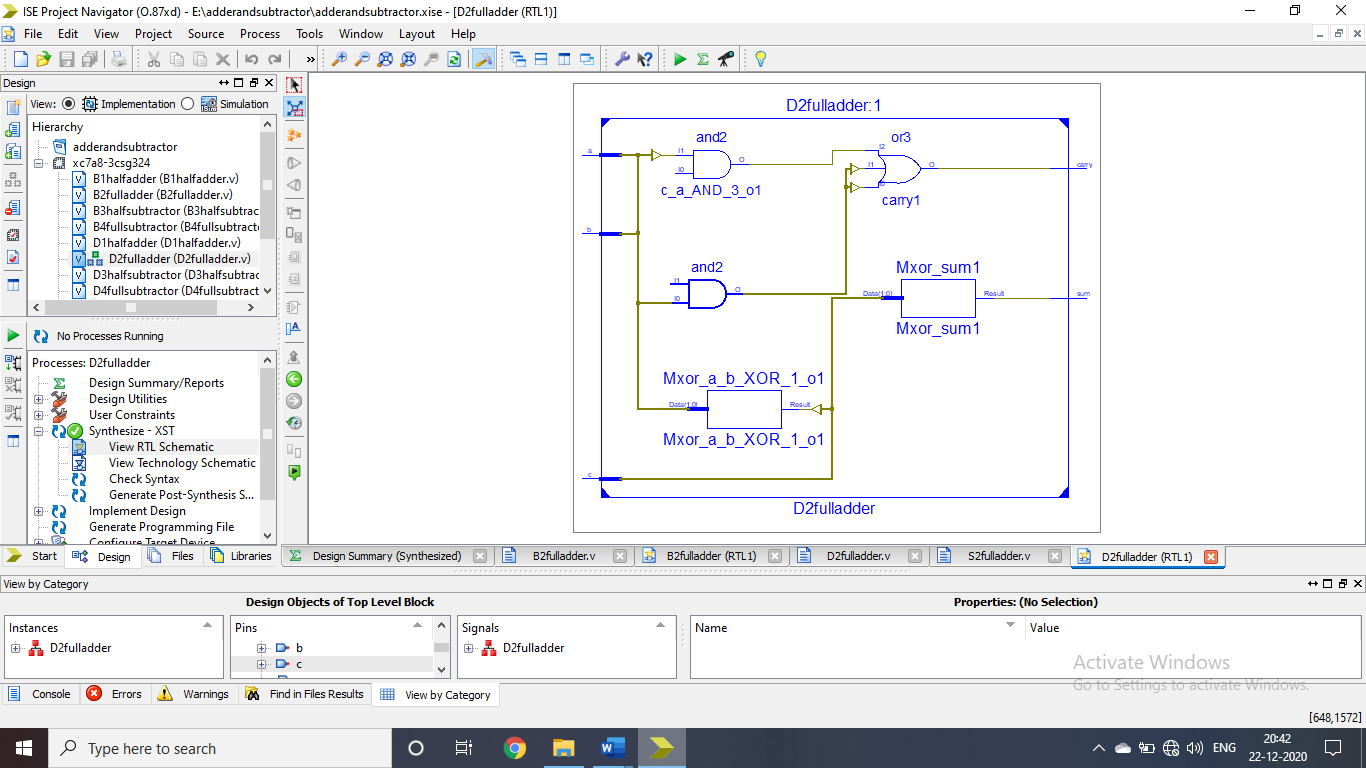 ISE Project Navigator (O.87xd) - E:\adderandsubtractor\adderandsubtractor.xise - [D2fulladder (RTL1)]
File Edit View Project Source Process Tools Window Layout Help
Design
View: Implementation Simulation
Hierarchy
adderandsubtractor
xc7a8-3csg324
B1halfadder (B1halfadder.v)
B2fulladder (B2fulladder.v)
B3halfsubtractor (B3halfsubtrac
B4fullsubtractor (B4fullsubtract
D1halfadder (D1halfadder.v)
D2fulladder (D2fulladder.v)
D3halfsubtractor (D3halfsubtrac
D4fullsubtractor (D4fullsubtract
No Processes Running
Processes: D2fulladder
Design Summary/Reports
Design Utilities
User Constraints
Synthesize - XST
View RTL Schematic
View Technology Schematic
Check Syntax
Generate Post-Synthesis S...
Implement Design
Generate Programming File
Configure Target Device
Start Design Files Libraries
D2fulladder:1
and2
or3
a
I1
I0
O
c_a_AND_3_o1
I2
I1
I0
O
carry
carry1
b
and2
I1
I0
O
Mxor_sum1
Data(1:0)
Result
sum
Mxor_sum1
Mxor_a_b_XOR_1_o1
Data(1:0)
Result
Mxor_a_b_XOR_1_o1
c
D2fulladder
Design Summary (Synthesized) B2fulladder.v B2fulladder (RTL1) D2fulladder.v S2fulladder.v D2fulladder (RTL1)
View by Category
Design Objects of Top Level Block
Properties: (No Selection)
Instances Pins Signals Name Value
D2fulladder b D2fulladder
c
Activate Windows
Go to Settings to activate Windows.
Console Errors Warnings Find in Files Results View by Category
[648,1572]
Type here to search
ENG
20:42
22-12-2020